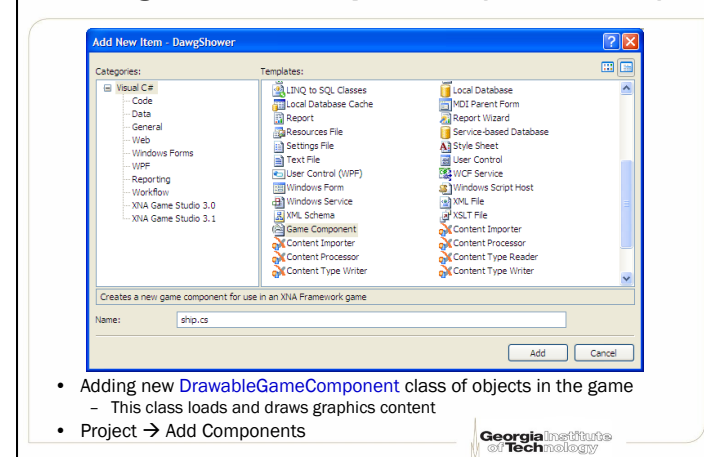 Add New Item - DawgShower
Categories:
Templates:
Visual C#
Code
Data
General
Web
Windows Forms
WPF
Reporting
Workflow
XNA Game Studio 3.0
XNA Game Studio 3.1
LINQ to SQL Classes
Local Database Cache
Report
Resources File
Settings File
Text File
User Control (WPF)
Windows Form
Windows Service
XML Schema
Game Component
Content Importer
Content Processor
Content Type Writer
Local Database
MDI Parent Form
Report Wizard
Service-based Database
Style Sheet
User Control
WCF Service
Windows Script Host
XML File
XSLT File
Content Importer
Content Processor
Content Type Reader
Content Type Writer
Creates a new game component for use in an XNA Framework game
Name:
ship.cs
Add
Cancel
• Adding new DrawableGameComponent class of objects in the game
– This class loads and draws graphics content
• Project → Add Components
Georgia Institute
of Technology